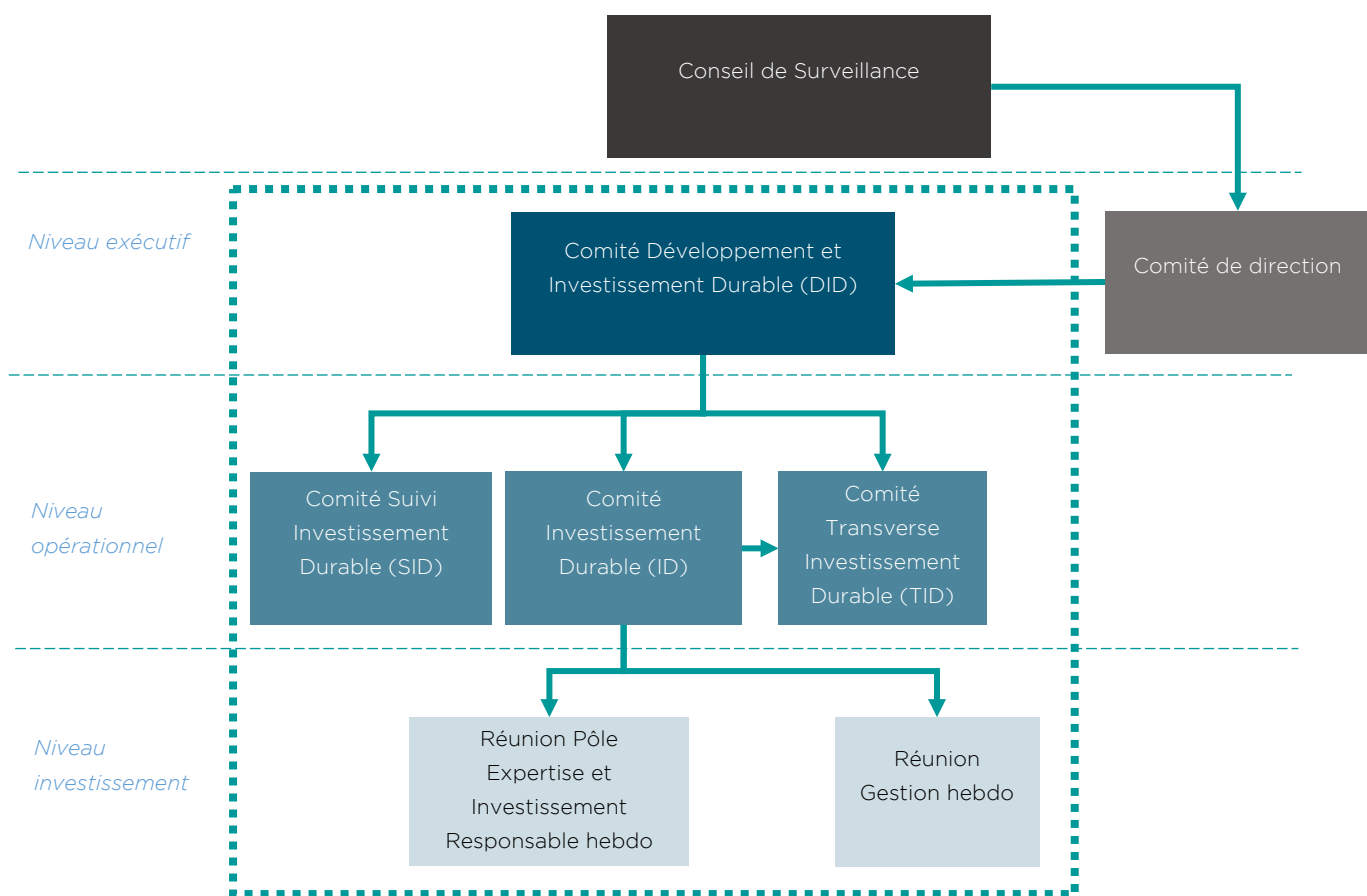 Conseil de Surveillance
Niveau exécutif
Comité Développement et
Investissement Durable (DID)
Comité de direction
Niveau
opérationnel
Comité Suivi
Investissement
Durable (SID)
Comité
Investissement
Durable (ID)
Comité
Transverse
Investissement
Durable (TID)
Niveau
investissement
Réunion Pôle
Expertise et
Investissement
Responsable hebdo
Réunion
Gestion hebdo